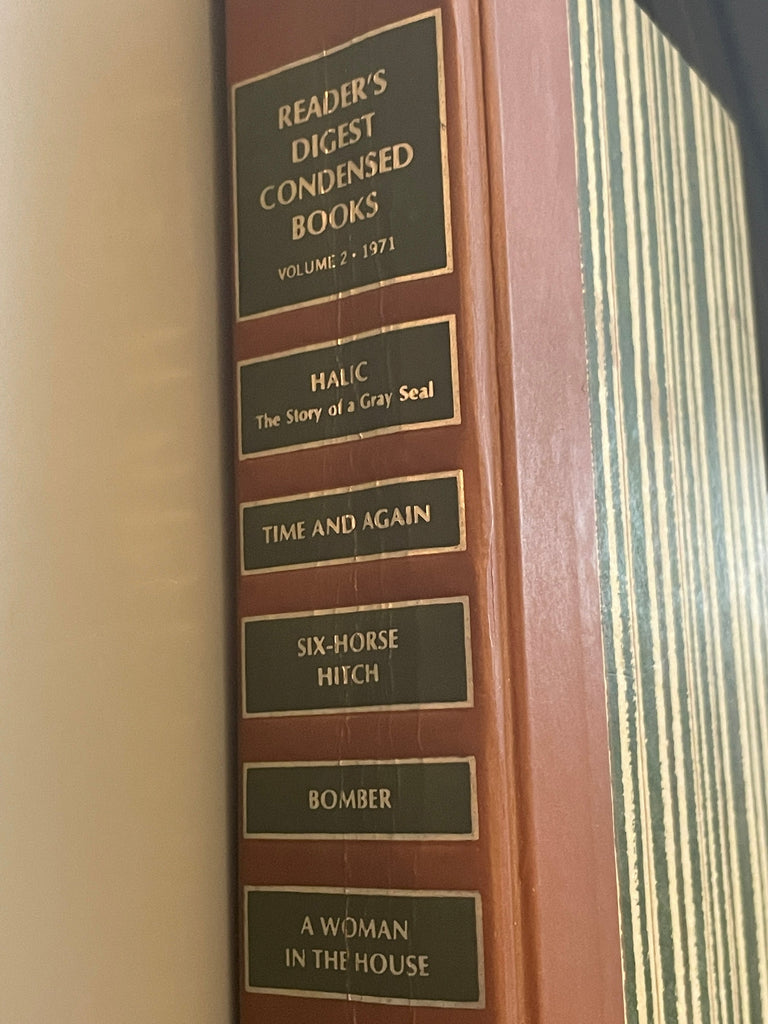 READER'S
DIGEST
CONDENSED
BOOKS
VOLUME 2 • 1971
HALIC
The Story of a Gray Seal
TIME AND AGAIN
SIX-HORSE
HITCH
BOMBER
A WOMAN
IN THE HOUSE